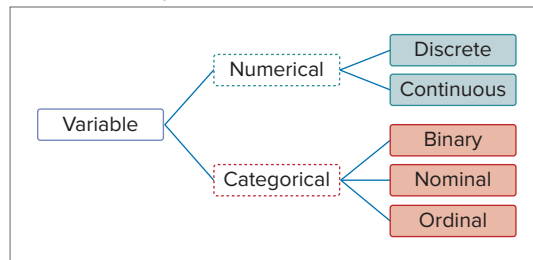 Variable
Numerical
Discrete
Continuous
Categorical
Binary
Nominal
Ordinal